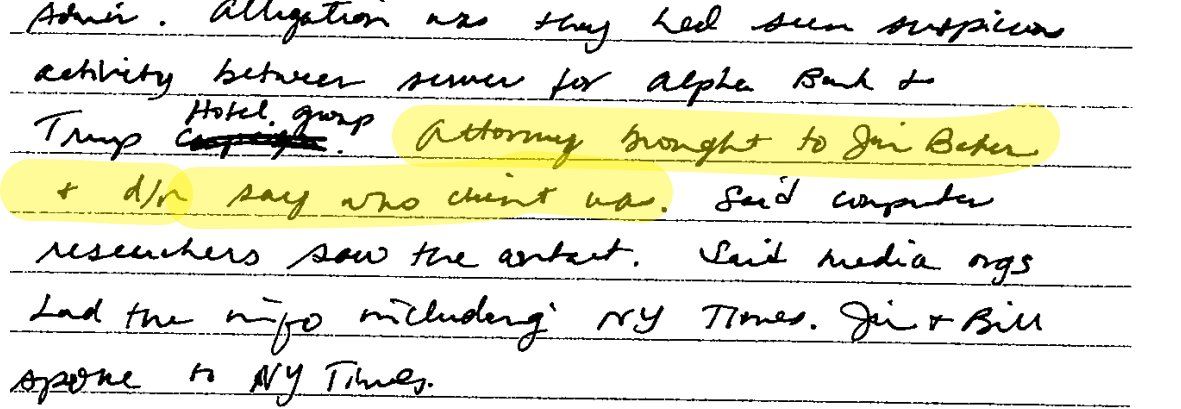 Admin. Alligation was they had seen suspicious
activity between server for Alpha Bank +
Hotel group
Trump .
Attorney brought to Jim Baker
+ d/n say who client was. Said computer
researchers saw the contact. Said media orgs
had the info including NY Times. Jim + Bill
spoke to NY Times.